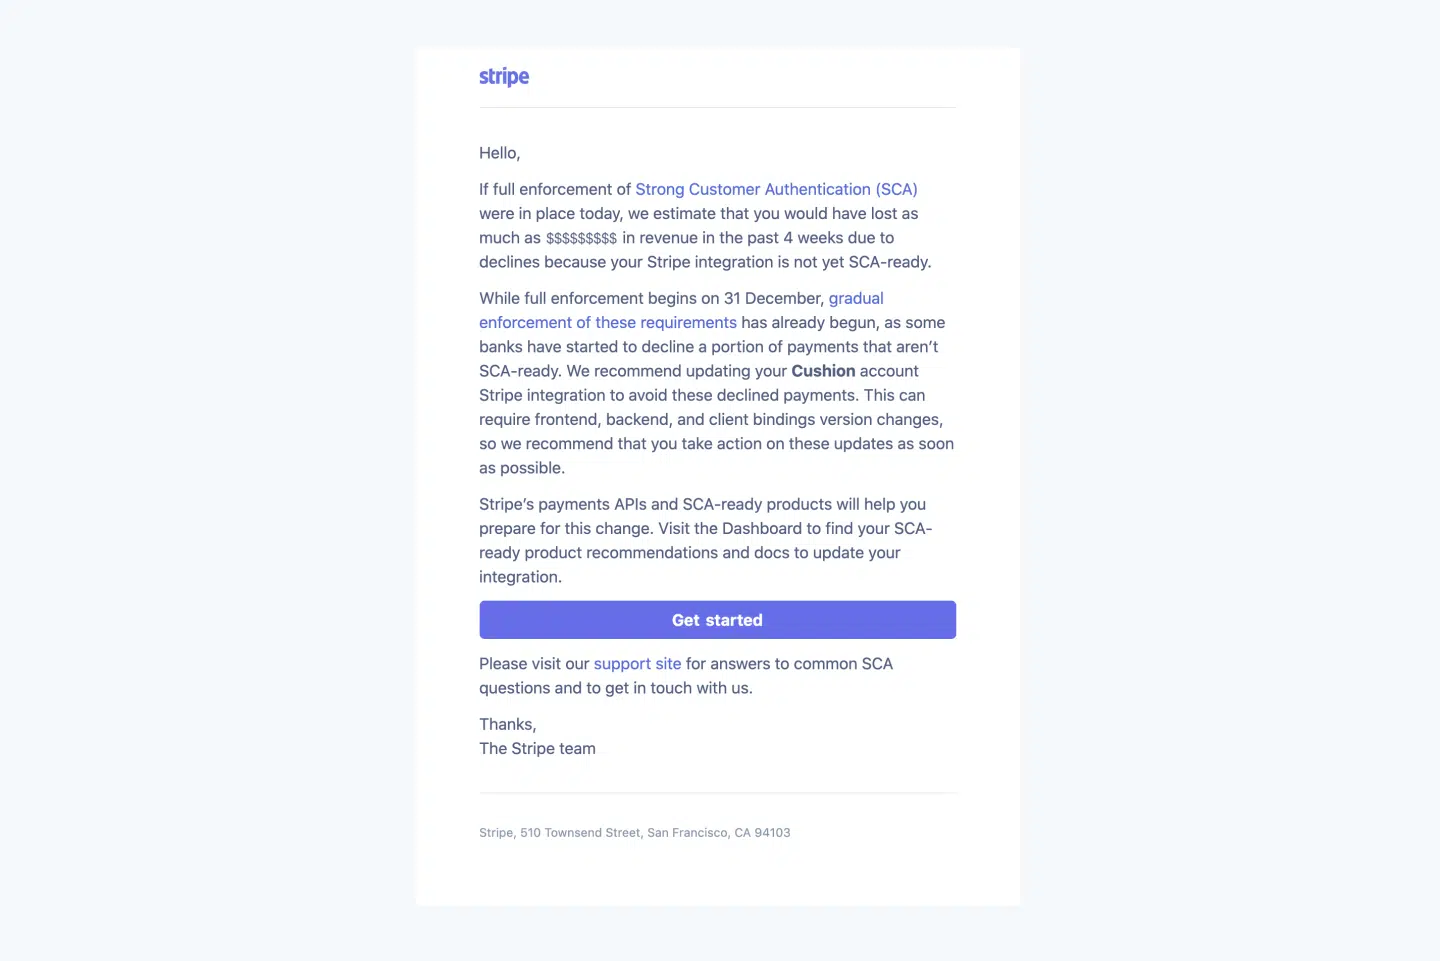 stripe
Hello,
If full enforcement of Strong Customer Authentication (SCA)
were in place today, we estimate that you would have lost as
much as $$$$$$$$$ in revenue in the past 4 weeks due to
declines because your Stripe integration is not yet SCA-ready.
While full enforcement begins on 31 December, gradual
enforcement of these requirements has already begun, as some
banks have started to decline a portion of payments that aren’t
SCA-ready. We recommend updating your Cushion account
Stripe integration to avoid these declined payments. This can
require frontend, backend, and client bindings version changes,
so we recommend that you take action on these updates as soon
as possible.
Stripe’s payments APIs and SCA-ready products will help you
prepare for this change. Visit the Dashboard to find your SCA-
ready product recommendations and docs to update your
integration.
Get started
Please visit our support site for answers to common SCA
questions and to get in touch with us.
Thanks,
The Stripe team
Stripe, 510 Townsend Street, San Francisco, CA 94103